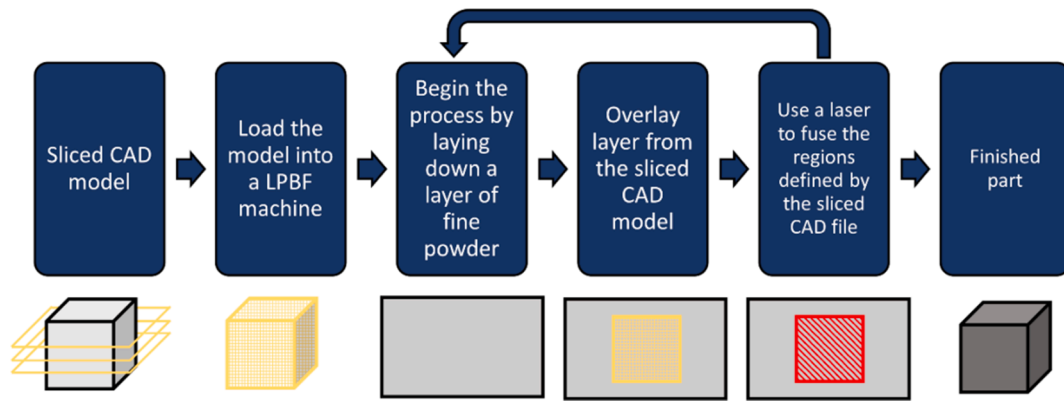 Sliced CAD
model
Load the
model into
a LPBF
machine
Begin the
process by
laying
down a
layer of
fine
powder
Overlay
layer from
the sliced
CAD
model
Use a laser
to fuse the
regions
defined by
the sliced
CAD file
Finished
part